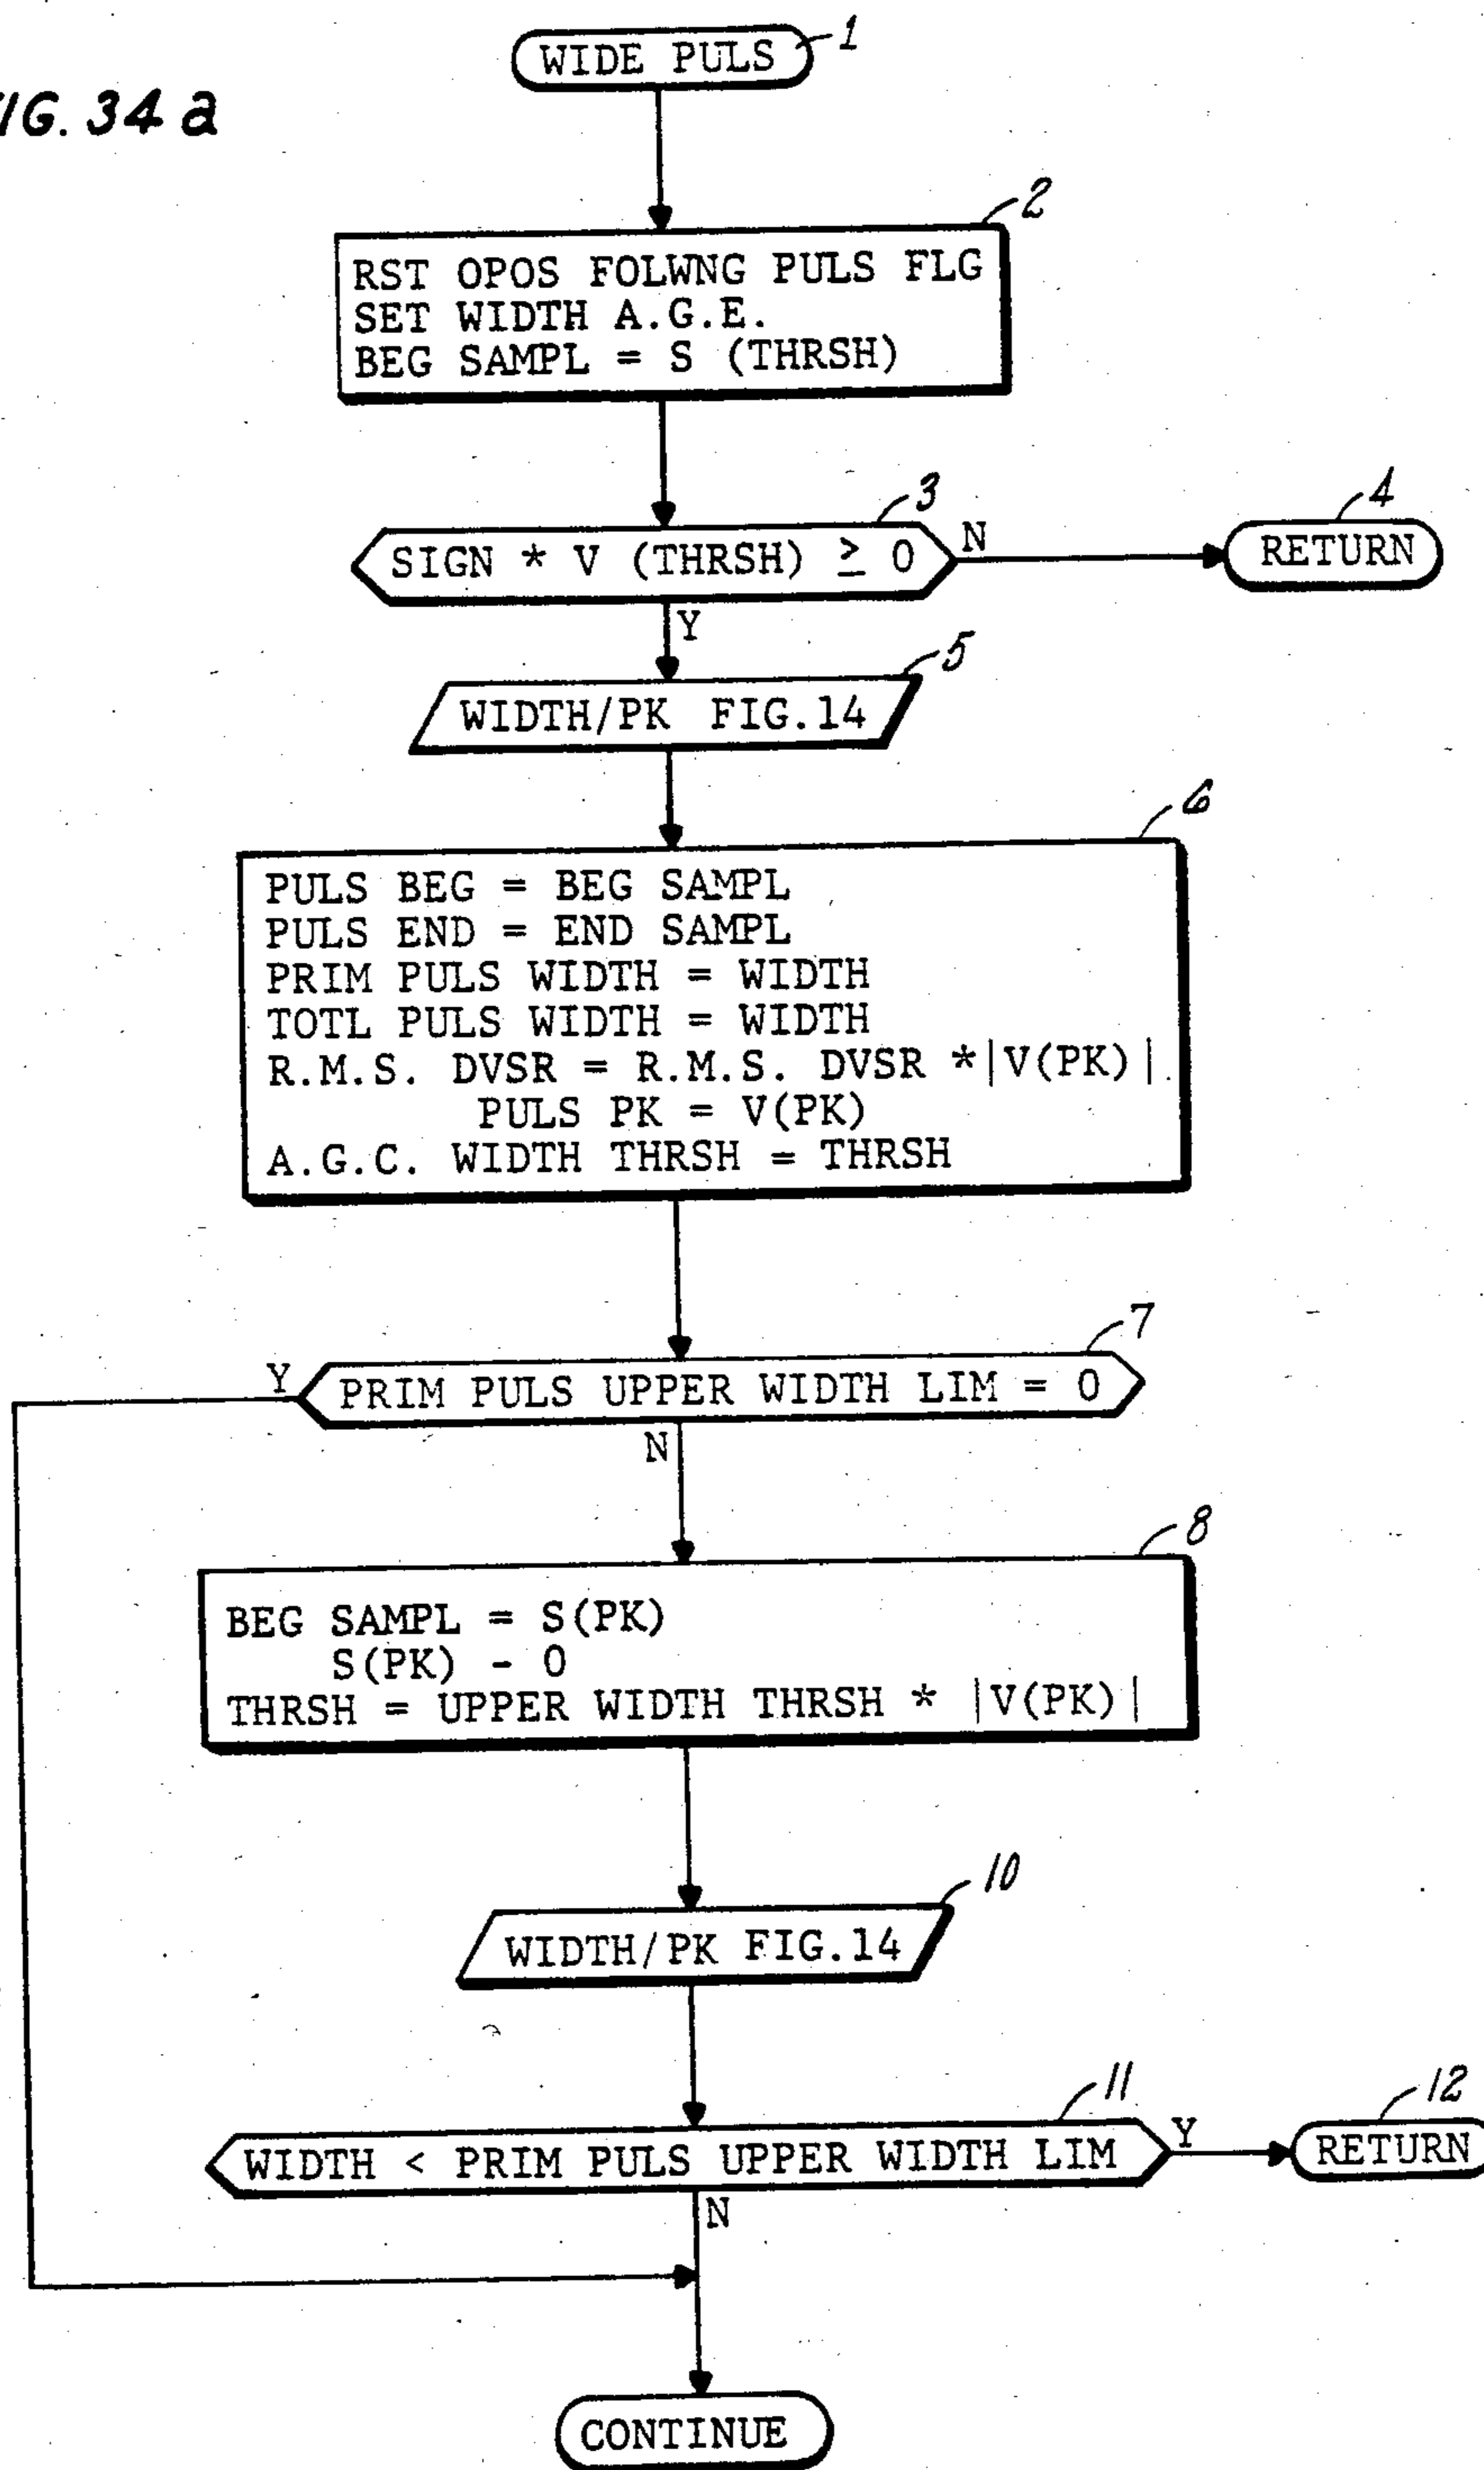 IG. 34 a
WIDE PULS
1
2
RST OPOS FOLWNG PULS FLG
SET WIDTH A.G.E.
BEG SAMPL = S (THRSH)
3
SIGN * V (THRSH) ≥ 0
N
4
RETURN
Y
5
WIDTH/PK FIG.14
6
PULS BEG = BEG SAMPL
PULS END = END SAMPL
PRIM PULS WIDTH = WIDTH
TOTL PULS WIDTH = WIDTH
R.M.S. DVSR = R.M.S. DVSR *|V(PK)|
PULS PK = V(PK)
A.G.C. WIDTH THRSH = THRSH
7
Y
PRIM PULS UPPER WIDTH LIM = 0
N
8
BEG SAMPL = S(PK)
S(PK) - 0
THRSH = UPPER WIDTH THRSH * |V(PK)|
10
WIDTH/PK FIG.14
11
WIDTH < PRIM PULS UPPER WIDTH LIM
Y
12
RETURN
N
CONTINUE